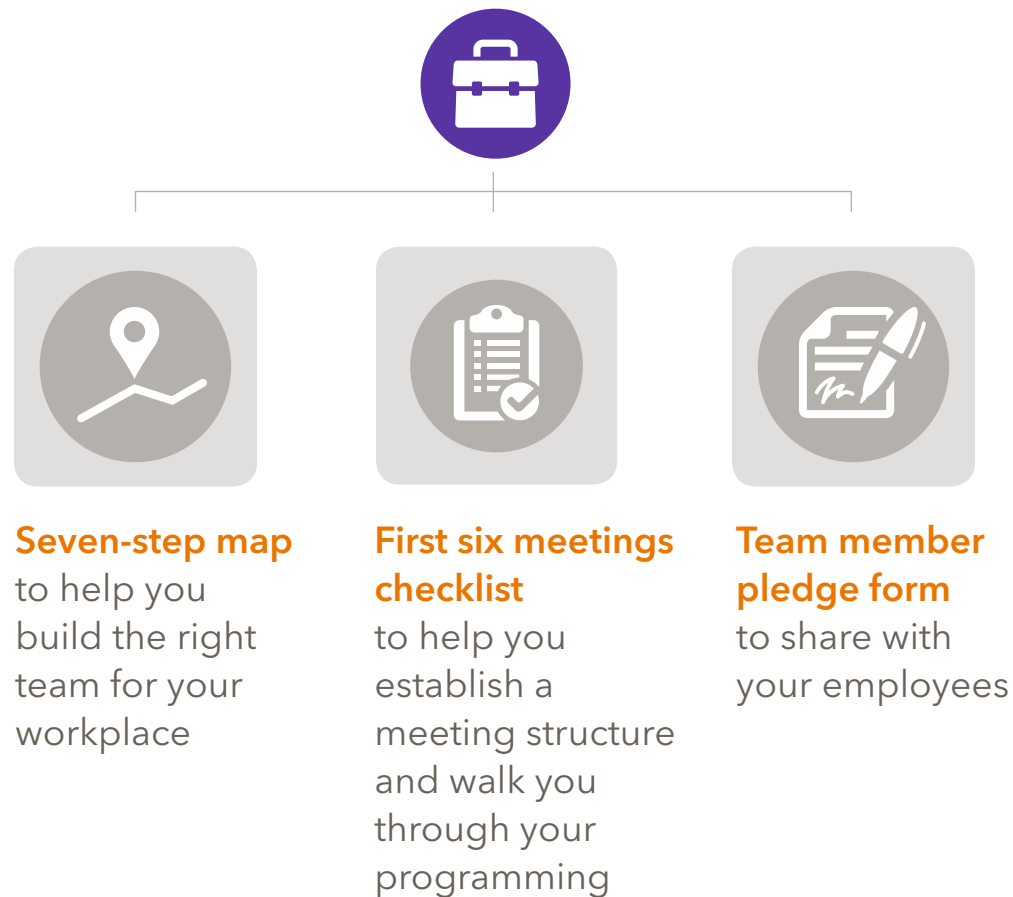 Seven-step map
to help you
build the right
team for your
workplace
First six meetings
checklist
to help you
establish a
meeting structure
and walk you
through your
programming
Team member
pledge form
to share with
your employees